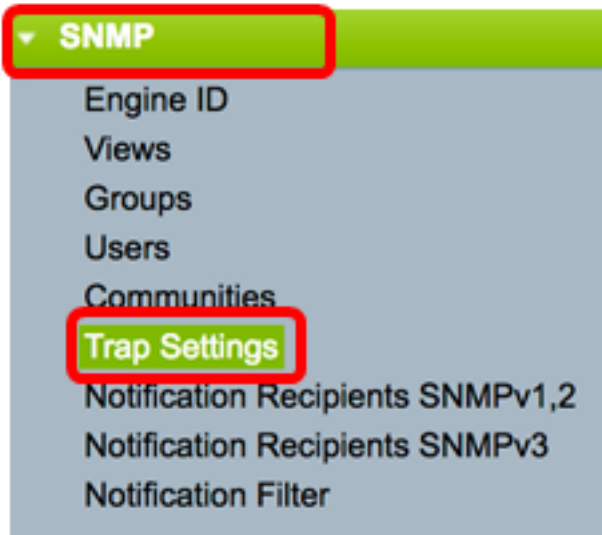 SNMP
Engine ID
Views
Groups
Users
Communities
Trap Settings
Notification Recipients SNMPv1,2
Notification Recipients SNMPv3
Notification Filter